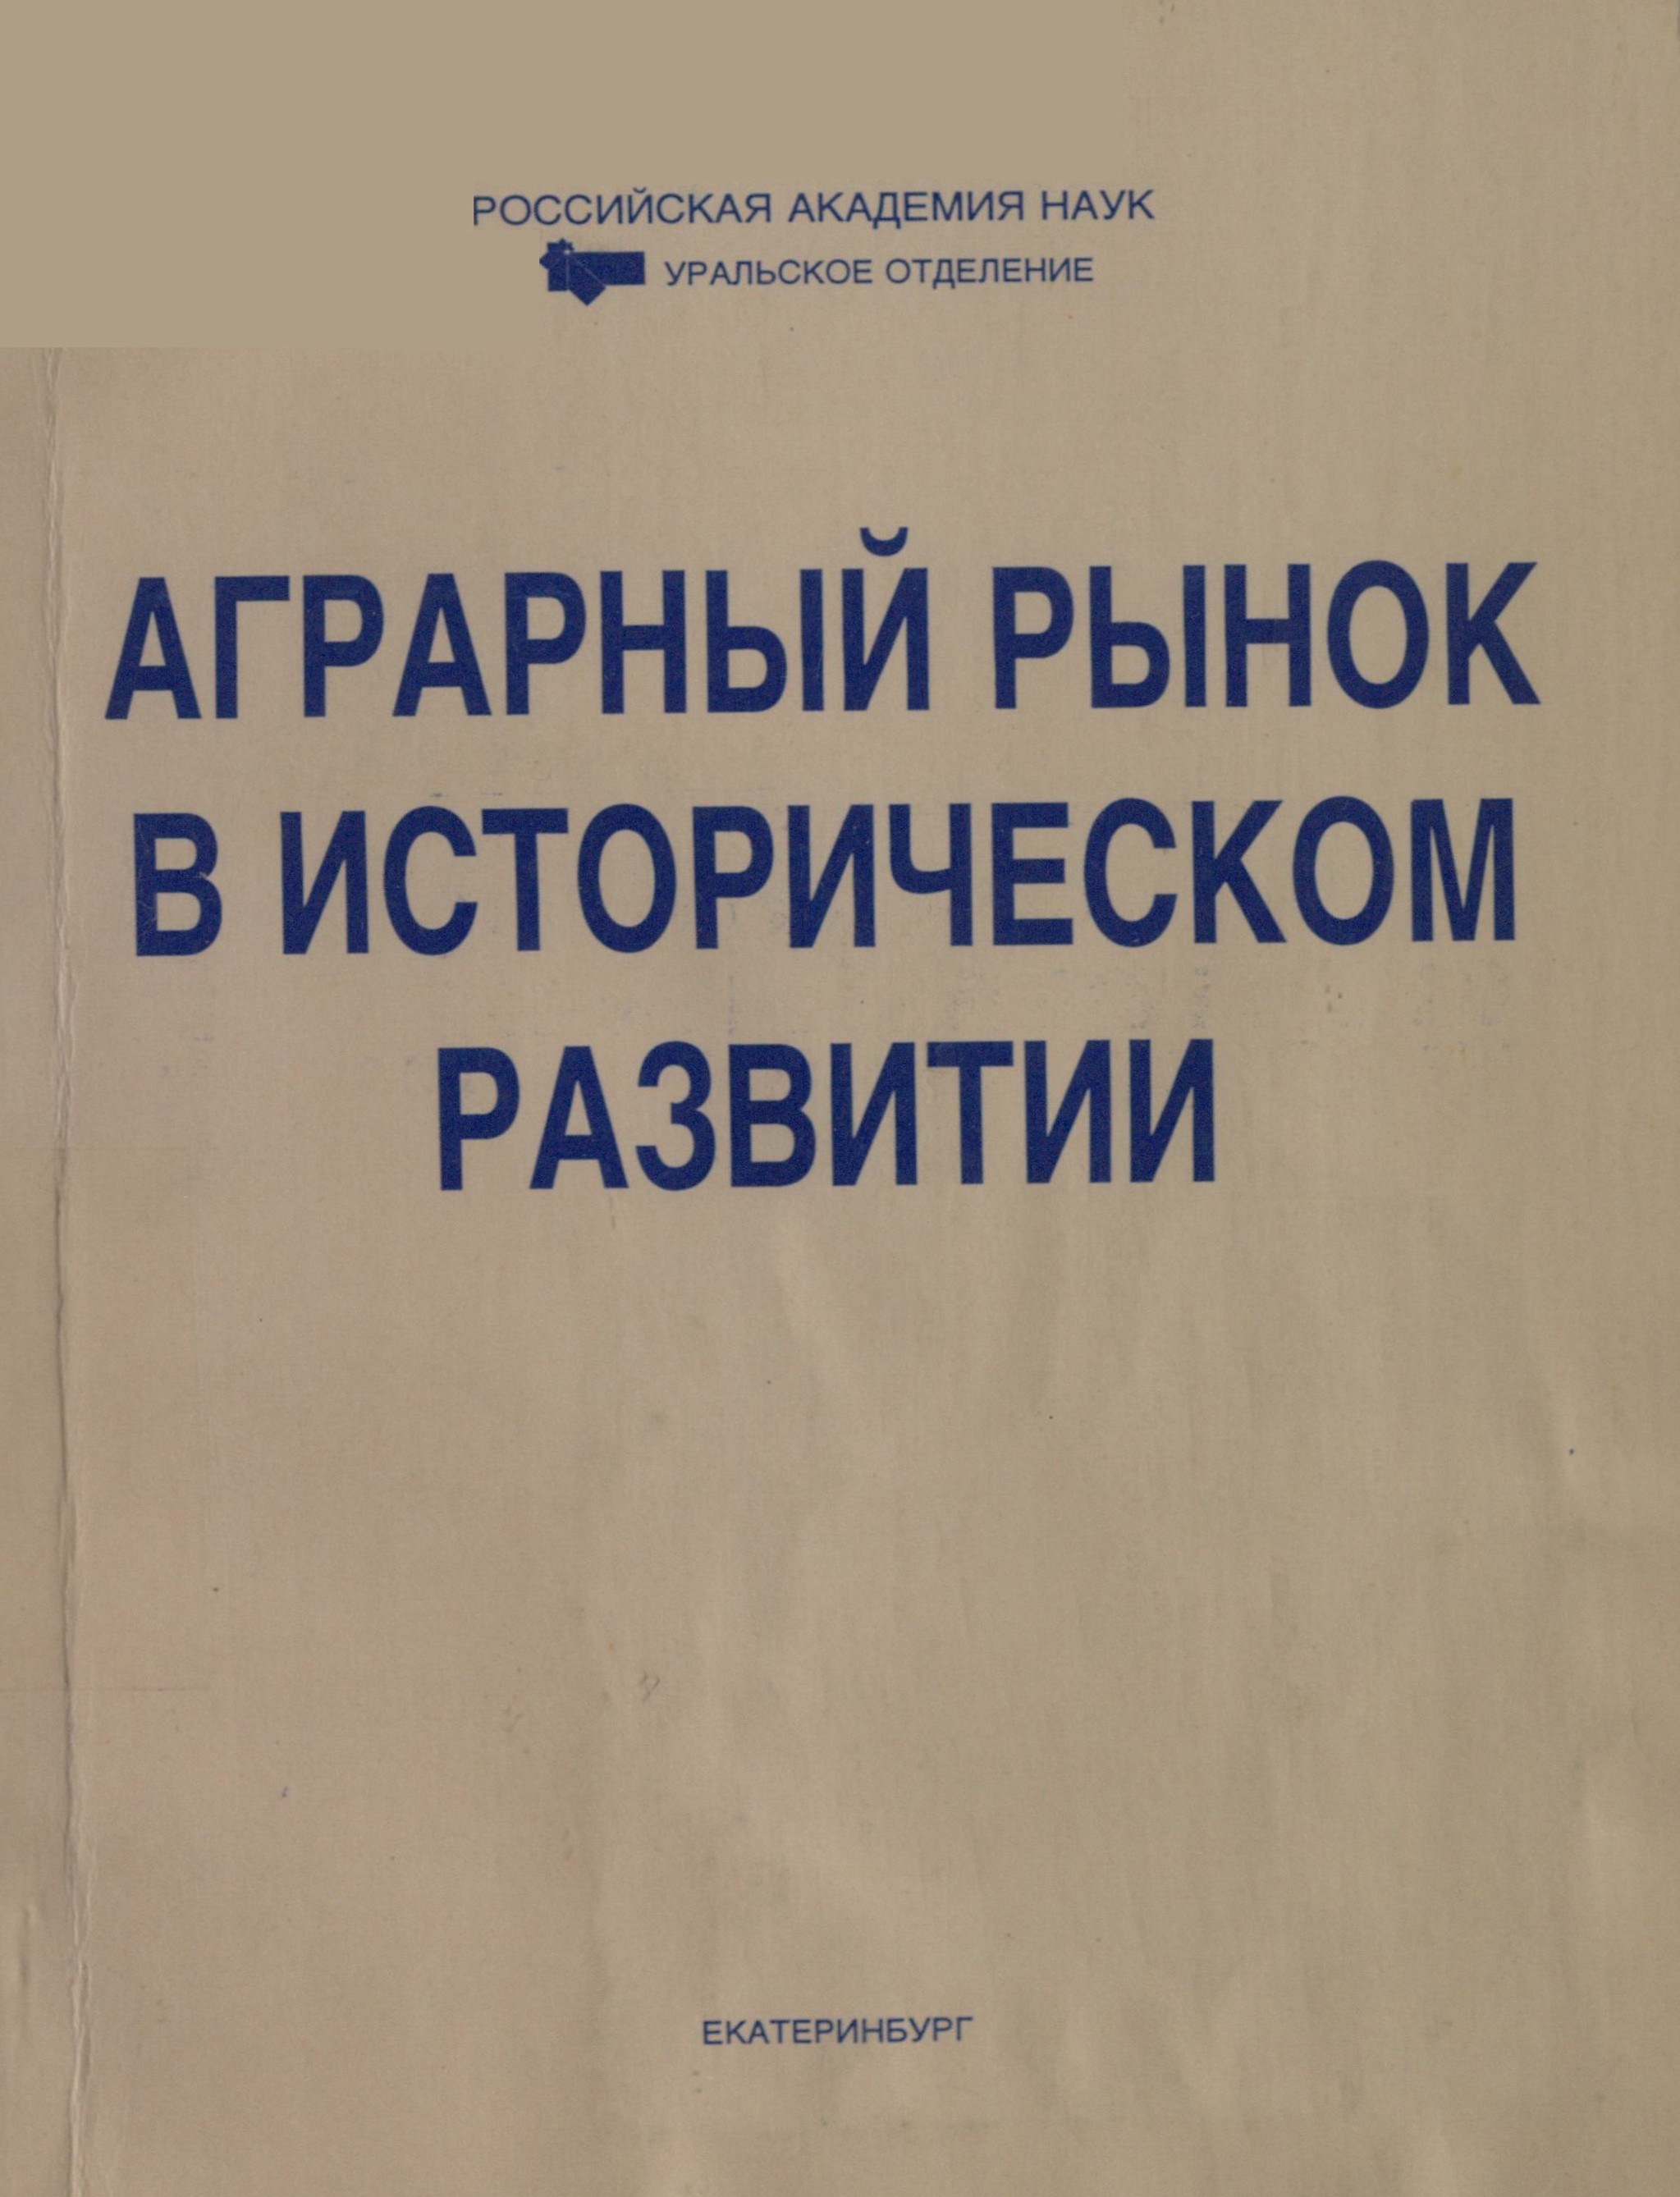 РОССИЙСКАЯ АКАДЕМИЯ НАУК
УРАЛЬСКОЕ ОТДЕЛЕНИЕ
АГРАРНЫЙ РЫНОК
В ИСТОРИЧЕСКОМ
РАЗВИТИИ
ЕКАТЕРИНБУРГ